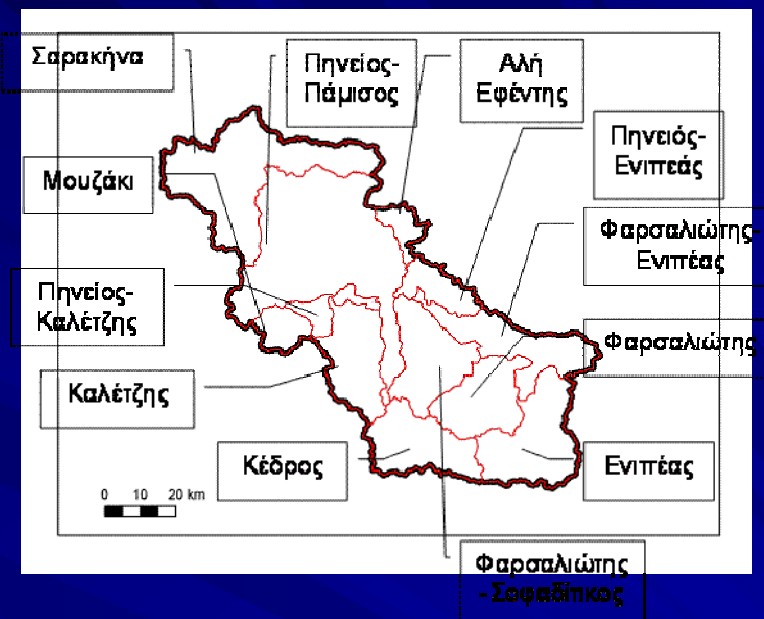 Σαρακήνα
Πηνείος-
Πάμισος
Αλή
Εφέντης
Πηνειός-
Ενιπεάς
Μουζάκι
Φαρσαλιώτης-
Ενιπέας
Πηνείος-
Καλέτζης
Φαρσαλιώτης
Καλέτζης
Κέδρος
Ενιπέας
0 10 20 km
Φαρσαλιώτης
- Σοφαδίτικος